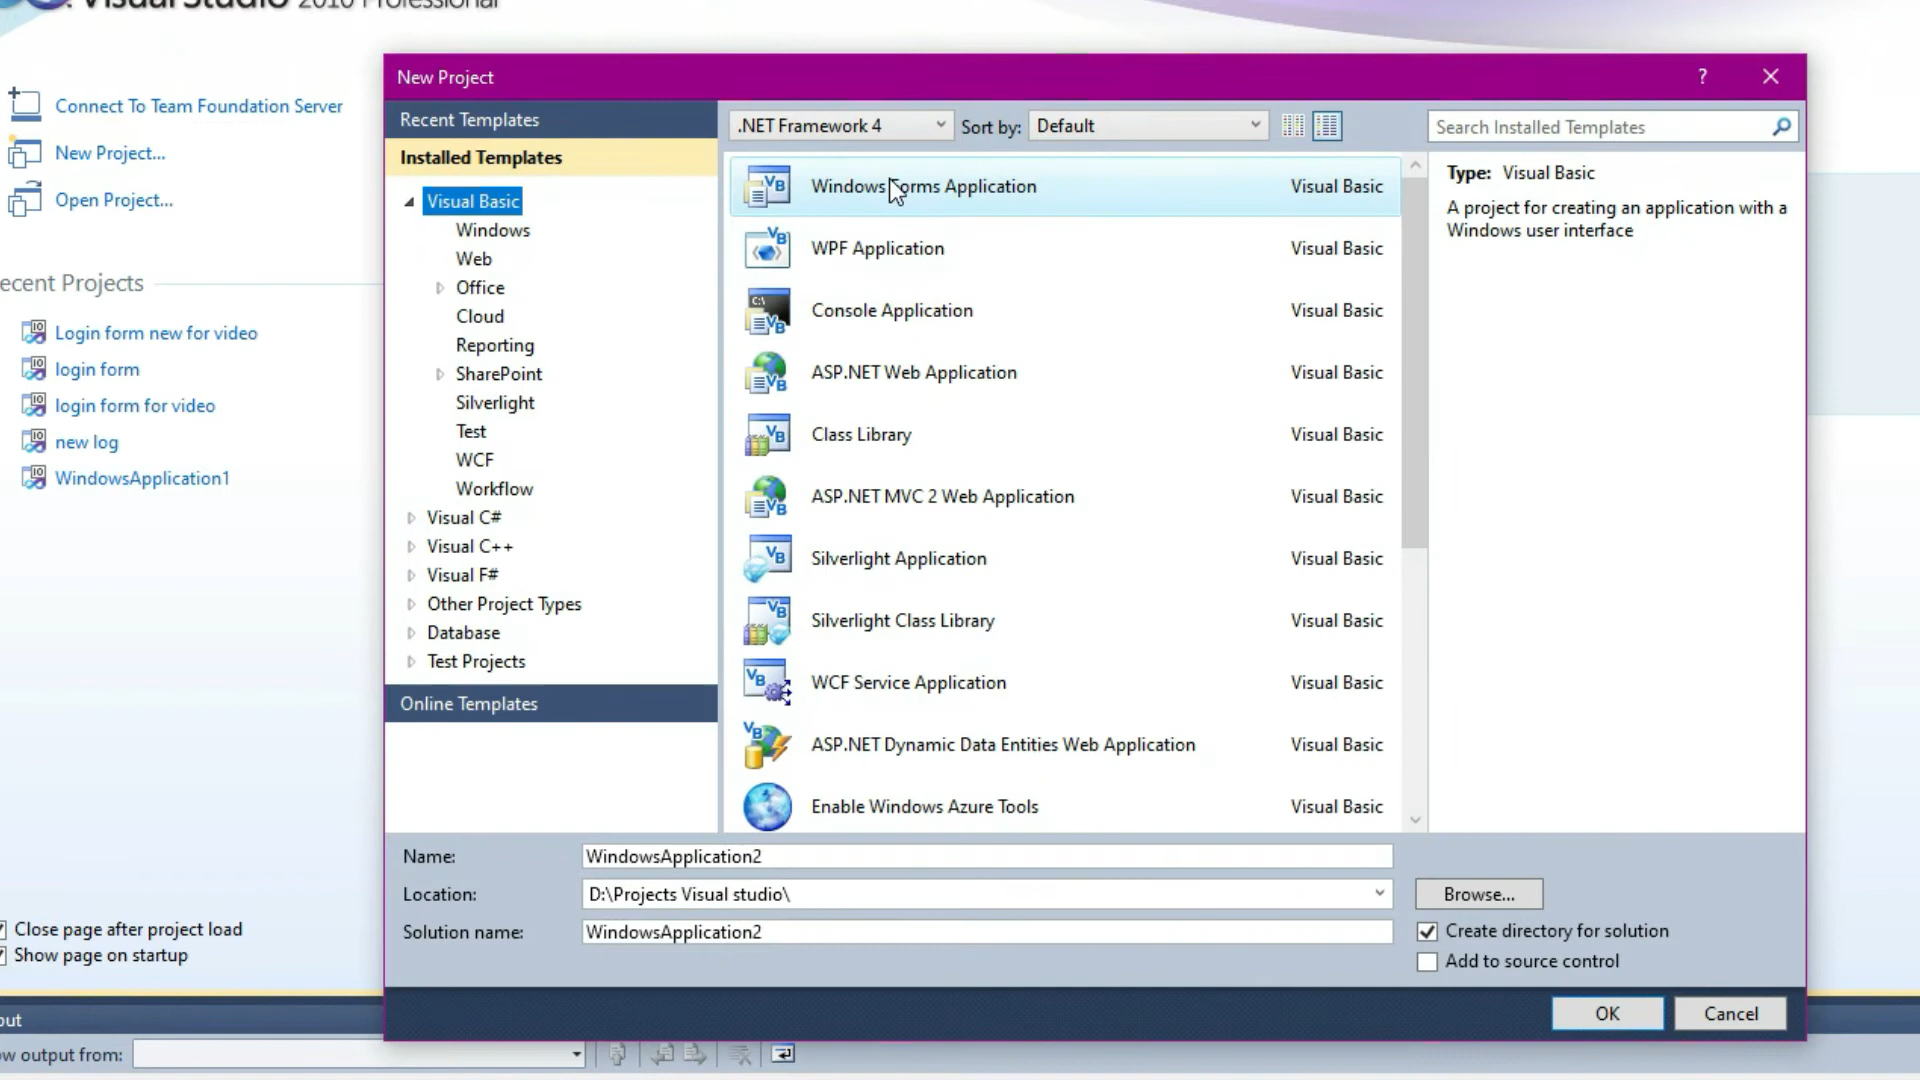 Visual Studio 2010 Professional
Connect To Team Foundation Server
New Project...
Open Project...
ecent Projects
Login form new for video
login form
login form for video
new log
WindowsApplication1
Close page after project load
Show page on startup
out
ow output from:
New Project
?
Recent Templates
Installed Templates
Visual Basic
Windows
Web
Office
Cloud
Reporting
SharePoint
Silverlight
Test
WCF
Workflow
Visual C#
Visual C++
Visual F#
Other Project Types
Database
Test Projects
Online Templates
.NET Framework 4 Sort by: Default
Search Installed Templates
Windows Forms Application Visual Basic
WPF Application Visual Basic
Console Application Visual Basic
ASP.NET Web Application Visual Basic
Class Library Visual Basic
ASP.NET MVC 2 Web Application Visual Basic
Silverlight Application Visual Basic
Silverlight Class Library Visual Basic
WCF Service Application Visual Basic
ASP.NET Dynamic Data Entities Web Application Visual Basic
Enable Windows Azure Tools Visual Basic
Type: Visual Basic
A project for creating an application with a
Windows user interface
Name: WindowsApplication2
Location: D:\Projects Visual studio\ Browse...
Solution name: WindowsApplication2
Create directory for solution
Add to source control
OK Cancel